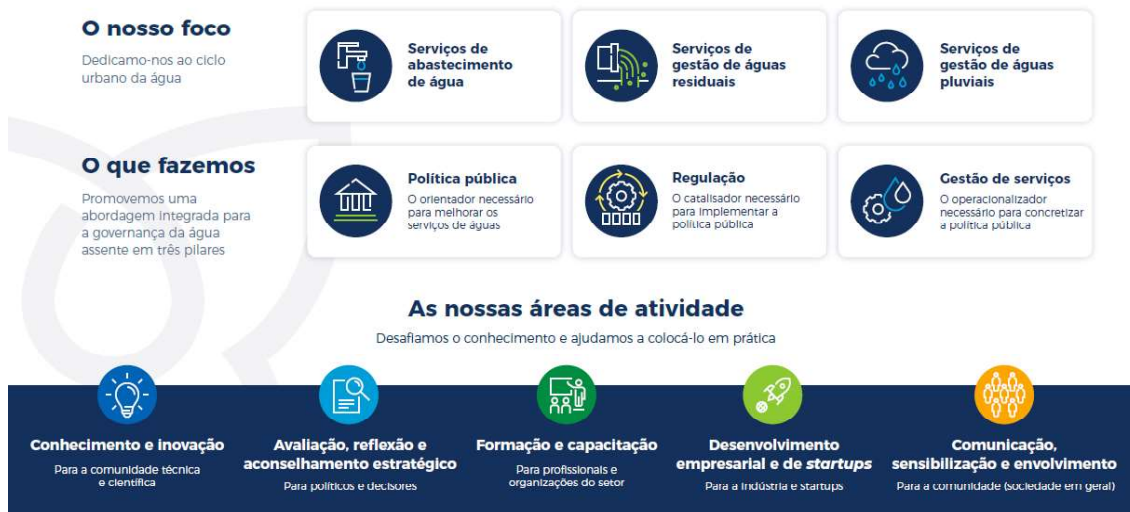 O nosso foco
Dedicamo-nos ao ciclo
urbano da água
Serviços de
abastecimento
de água
Serviços de
gestão de águas
residuais
Serviços de
gestão de águas
pluviais
O que fazemos
Promovemos uma
abordagem integrada para
a governança da água
assente em três pilares
Política pública
O orientador necessário
para melhorar os
serviços de águas
Regulação
O catalisador necessário
para implementar a
política pública
Gestão de serviços
O operacionalizador
necessário para concretizar
a política pública
As nossas áreas de atividade
Desafiamos o conhecimento e ajudamos a colocá-lo em prática
Conhecimento e inovação
Para a comunidade técnica
e científica
Avaliação, reflexão e
aconselhamento estratégico
Para políticos e decisores
Formação e capacitação
Para profissionais e
organizações do setor
Desenvolvimento
empresarial e de startups
Para a indústria e startups
Comunicação,
sensibilização e envolvimento
Para a comunidade (sociedade em geral)